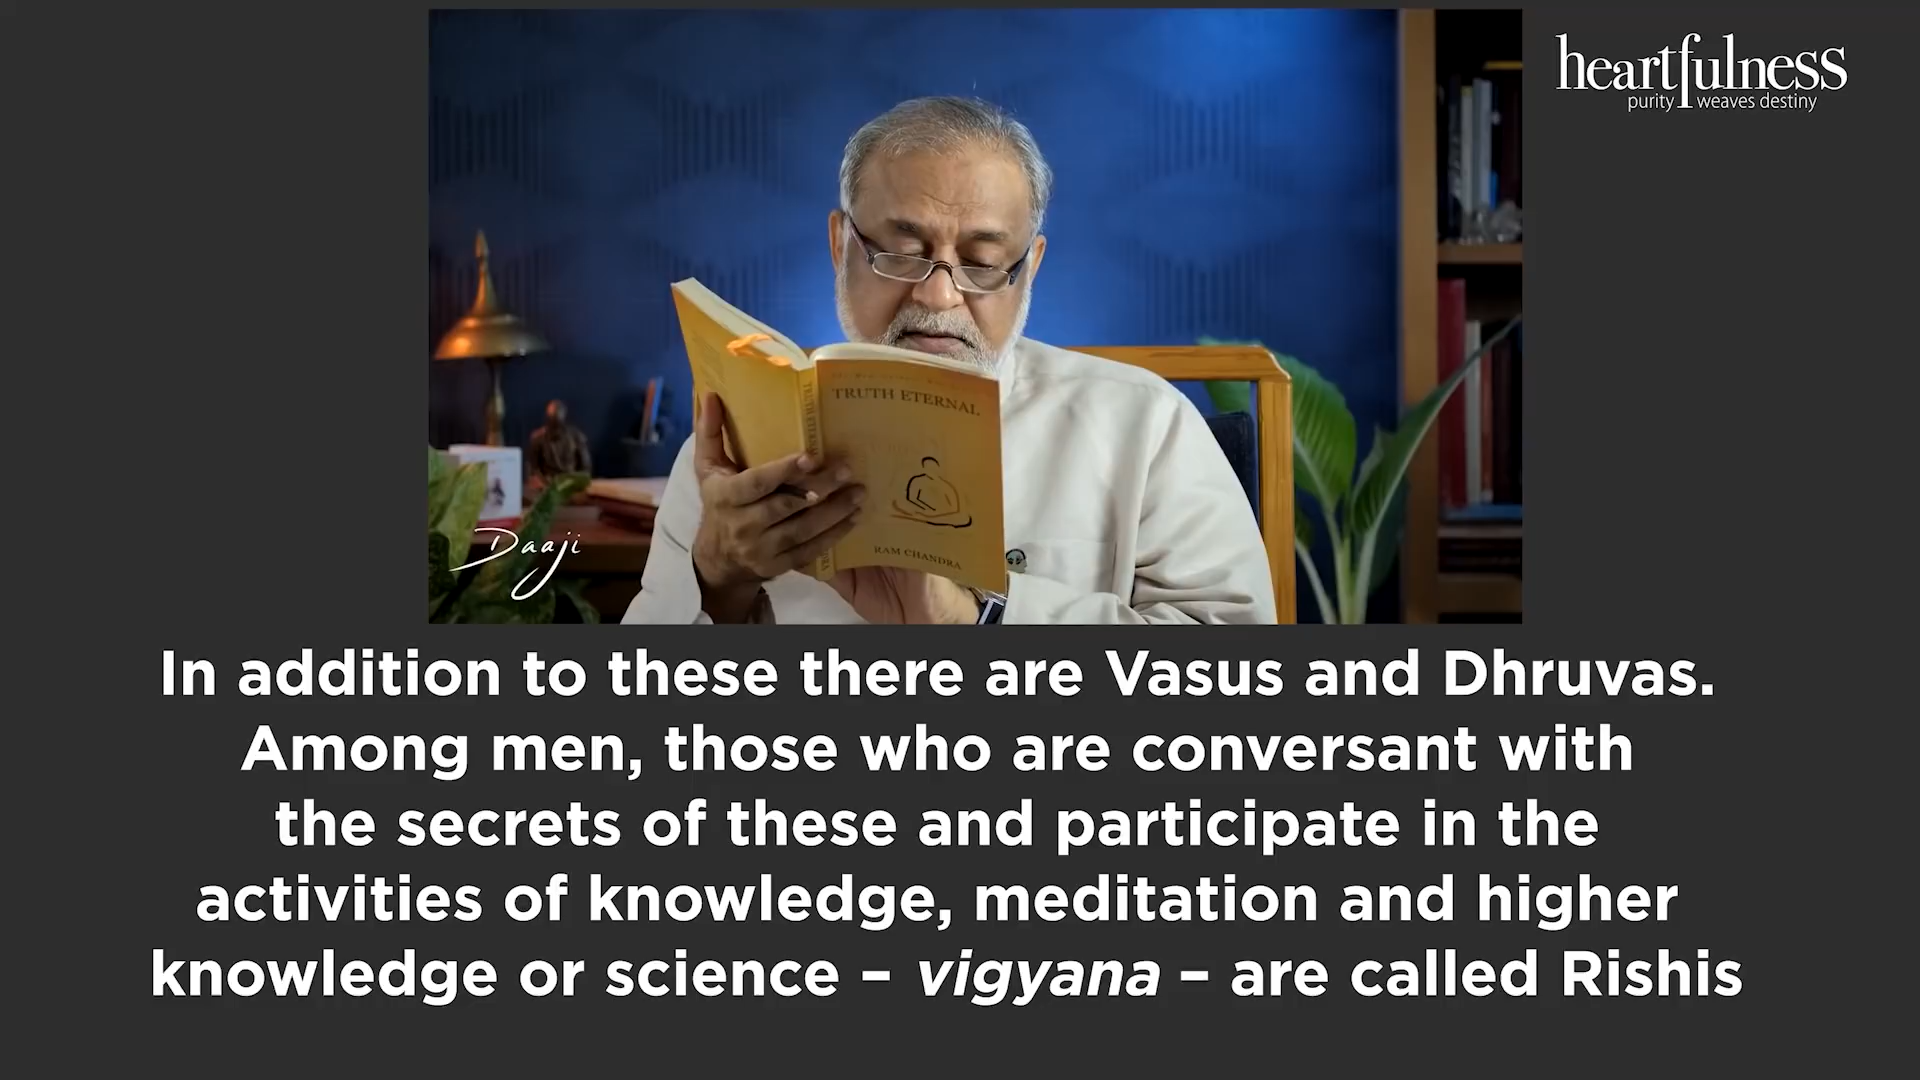 heartfulness
purity weaves destiny
TRUTH ETERNAL
RAM CHANDRA
Daaji
In addition to these there are Vasus and Dhruvas.
Among men, those who are conversant with
the secrets of these and participate in the
activities of knowledge, meditation and higher
knowledge or science – vigyana – are called Rishis